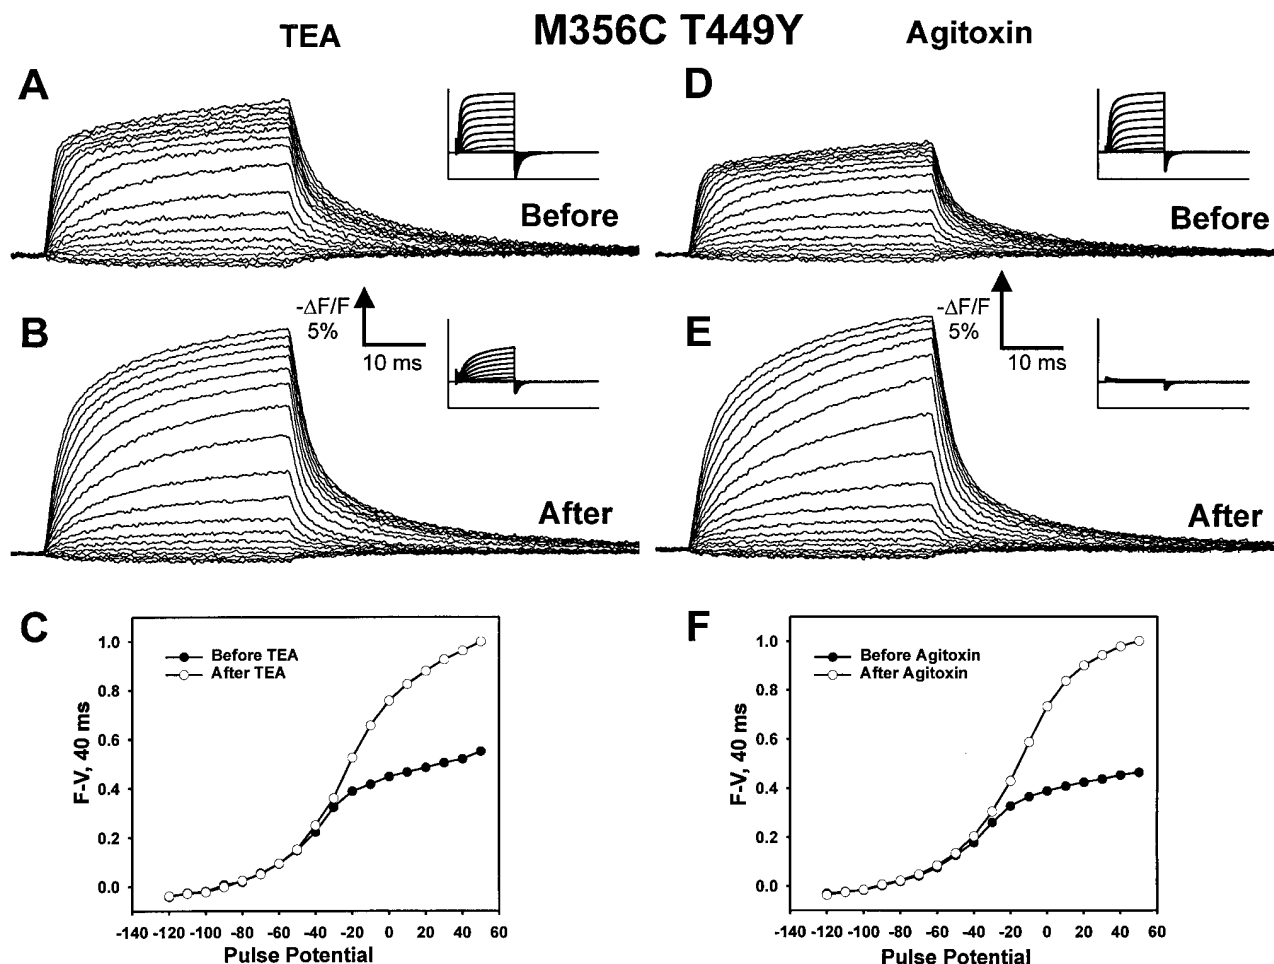 TEA
M356C T449Y
Agitoxin
A
Before
D
Before
B
-ΔF/F
5%
10 ms
After
E
-ΔF/F
5%
10 ms
After
C
Before TEA
After TEA
F-V, 40 ms
1.0
0.8
0.6
0.4
0.2
0.0
-140 -120 -100 -80 -60 -40 -20 0 20 40 60
Pulse Potential
F
Before Agitoxin
After Agitoxin
F-V, 40 ms
1.0
0.8
0.6
0.4
0.2
0.0
-140 -120 -100 -80 -60 -40 -20 0 20 40 60
Pulse Potential